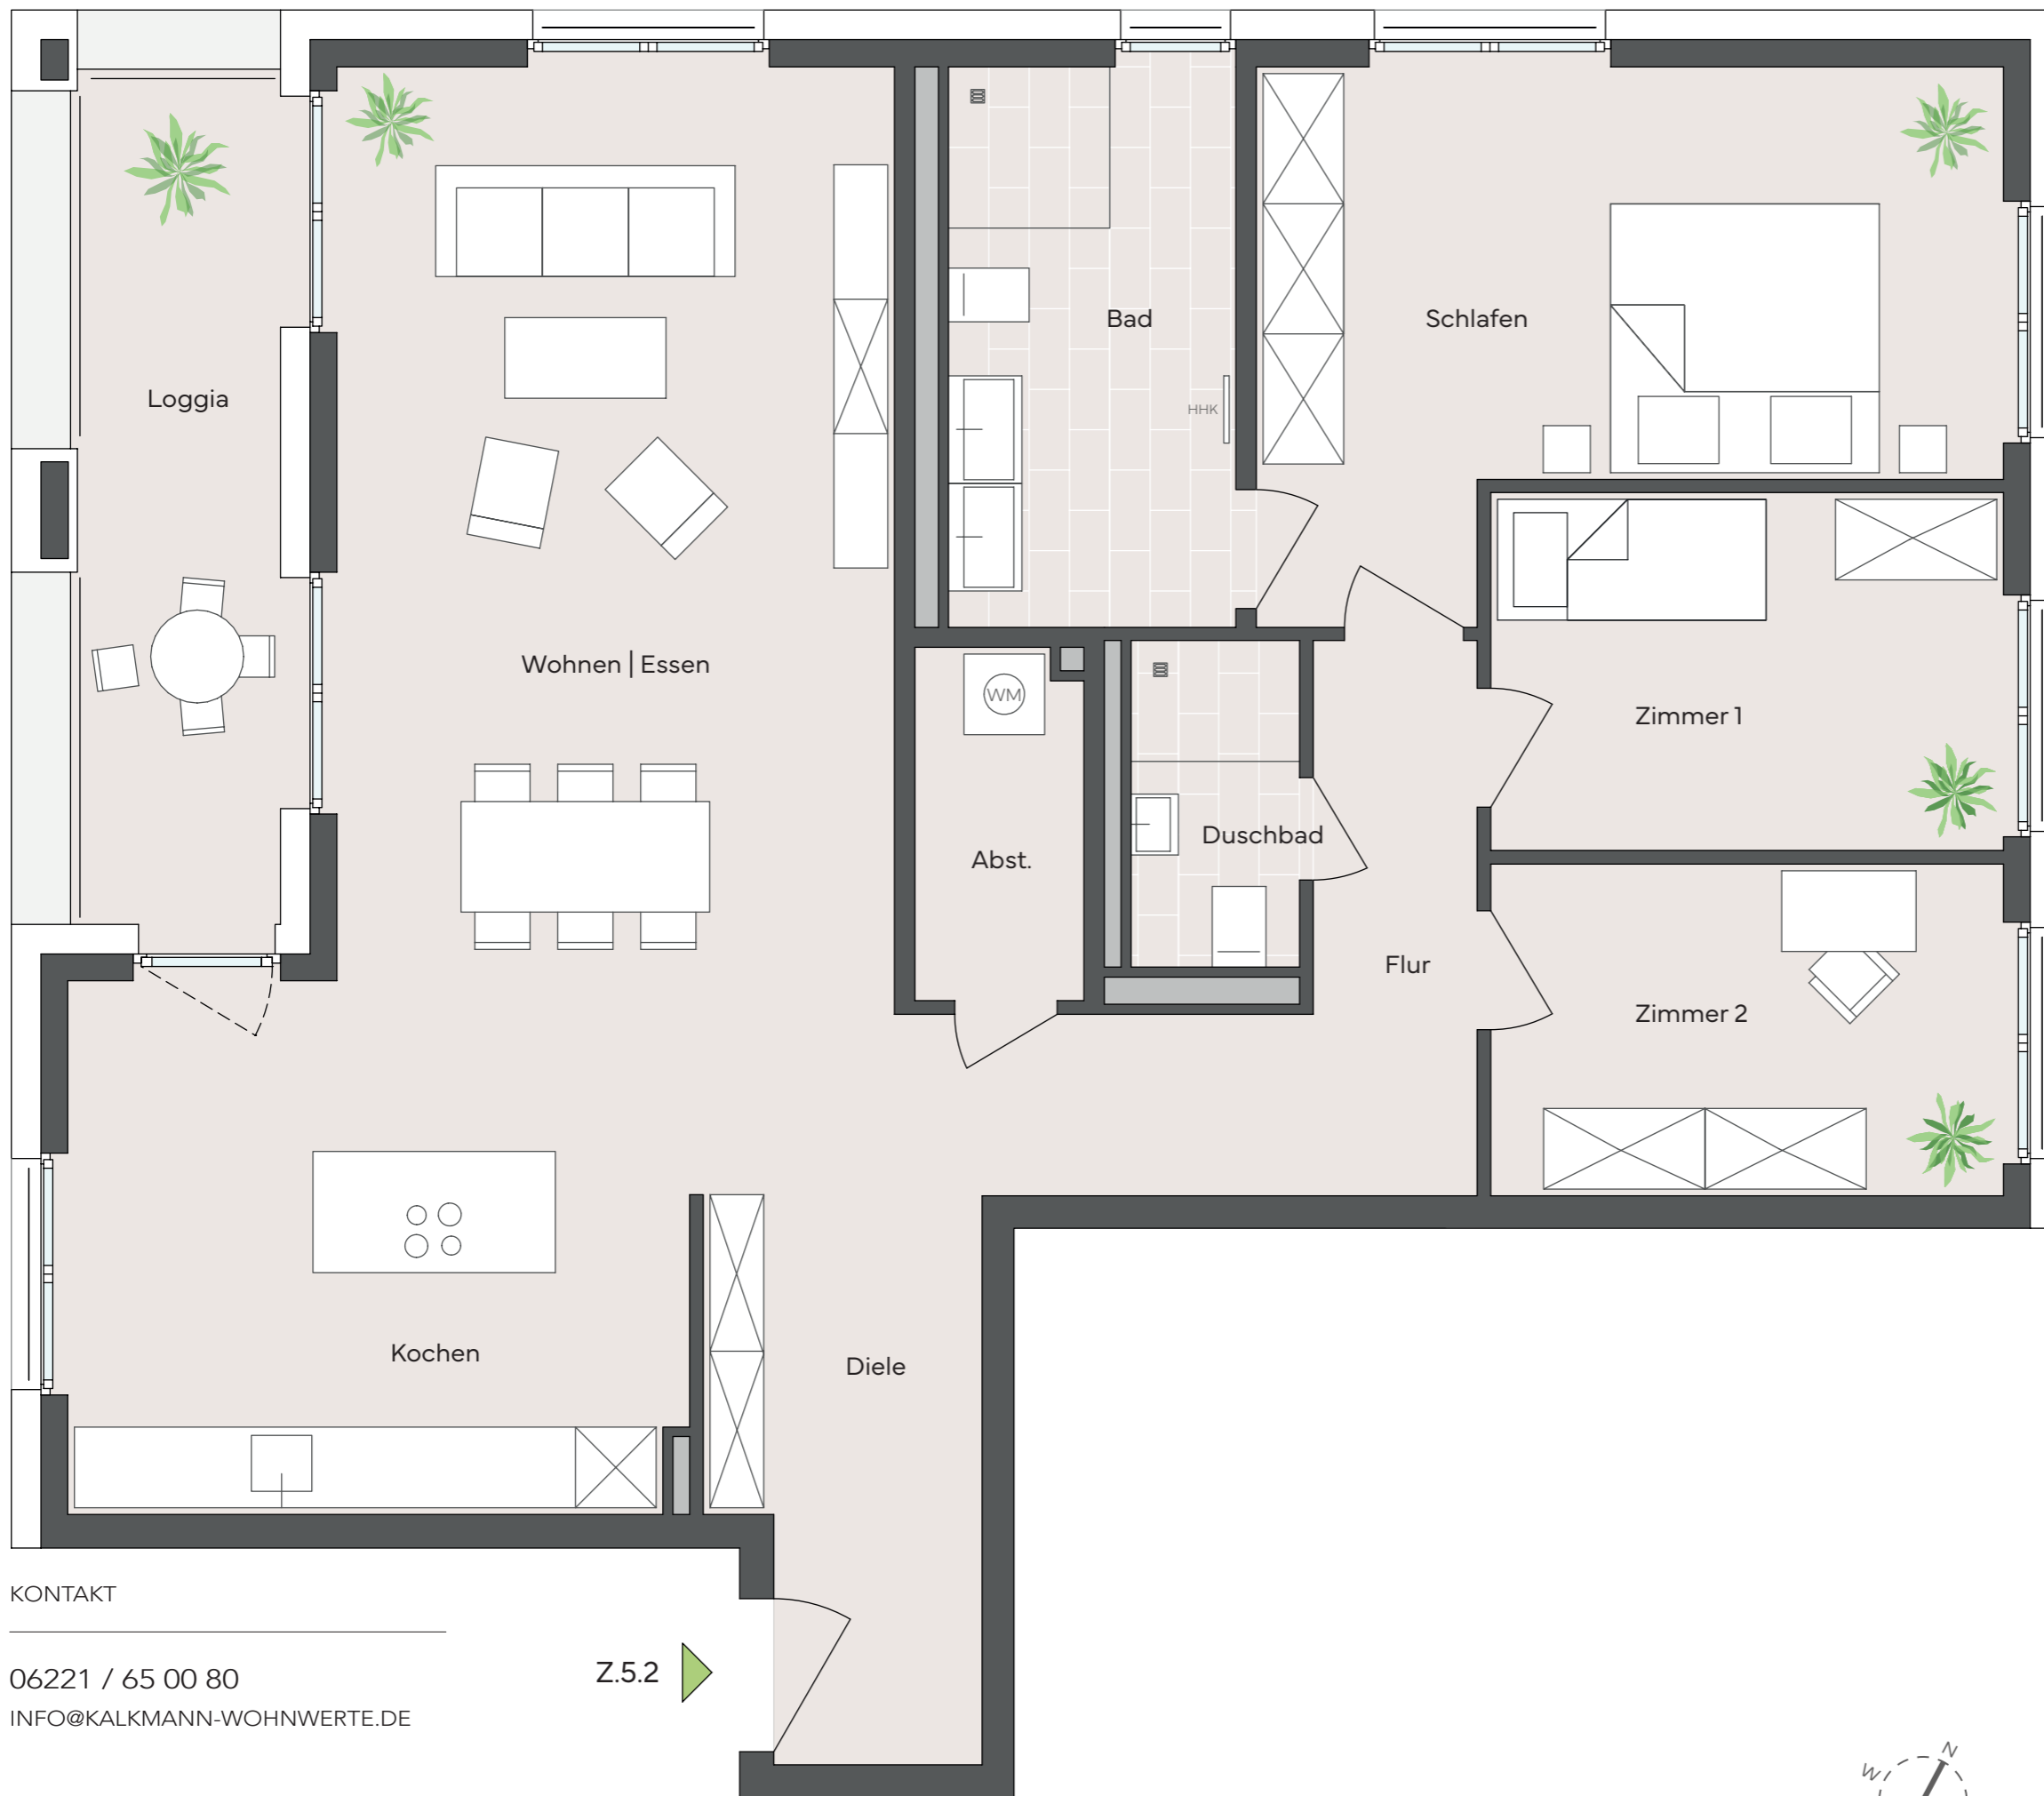 Loggia
Bad
Schlafen
HHK
Wohnen | Essen
WM
Zimmer 1
Duschbad
Abst.
Flur
Zimmer 2
Kochen
Diele
KONTAKT
06221 / 65 00 80
INFO@KALKMANN-WOHNWERTE.DE
Z.5.2
N
W